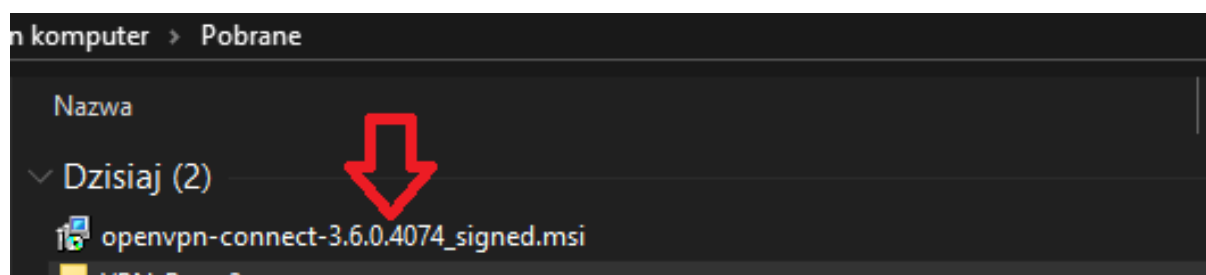 n komputer > Pobrane
Nazwa
Dzisiaj (2)
openvpn-connect-3.6.0.4074_signed.msi